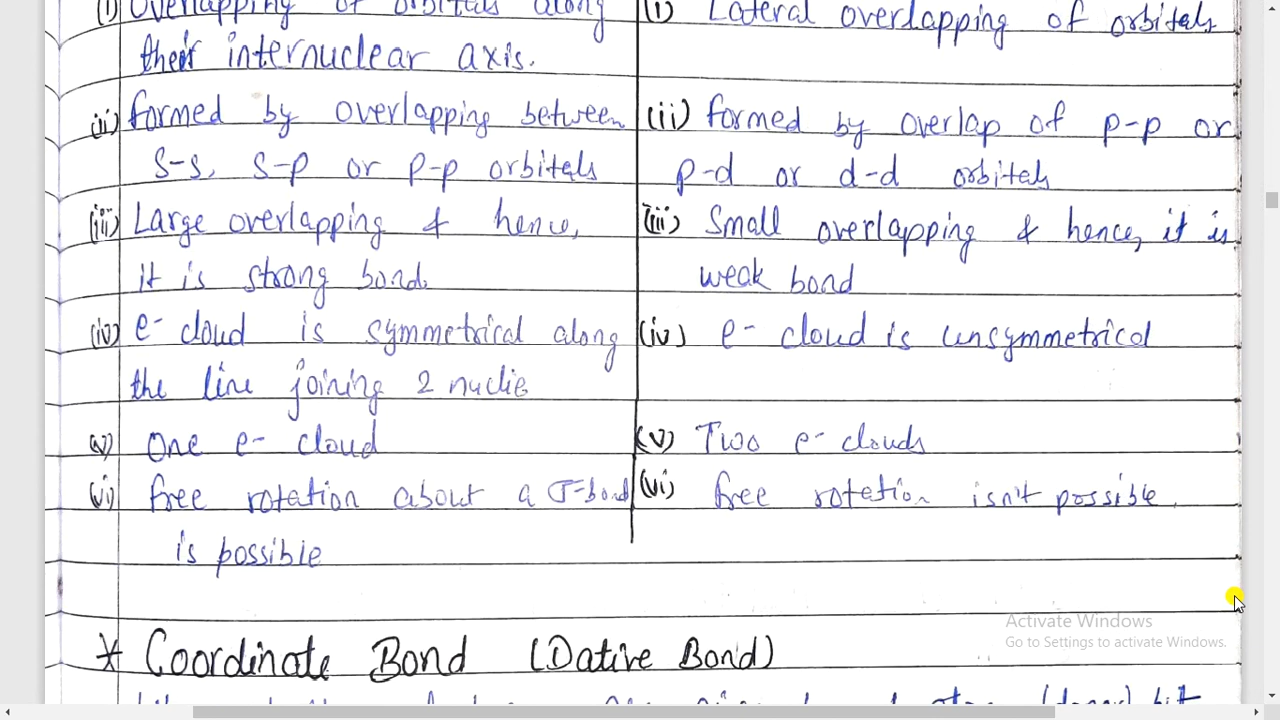 (i) Overlapping of orbitals along
their internuclear axis.
(ii) formed by overlapping between
s-s, s-p or p-p orbitals
(iii) Large overlapping & hence,
it is strong bond.
(iv) e- cloud is symmetrical along
the line joining 2 nuclie
(v) One e- cloud
(vi) free rotation about a σ-bond
is possible
(i) Lateral overlapping of orbitals
(ii) formed by overlap of p-p or
p-d or d-d orbitals
(iii) Small overlapping & hence, it is
weak bond
(iv) e- cloud is unsymmetrical
(v) Two e- clouds
(vi) free rotation isn't possible.
Activate Windows
Go to Settings to activate Windows.
* Coordinate Bond (Dative Bond)